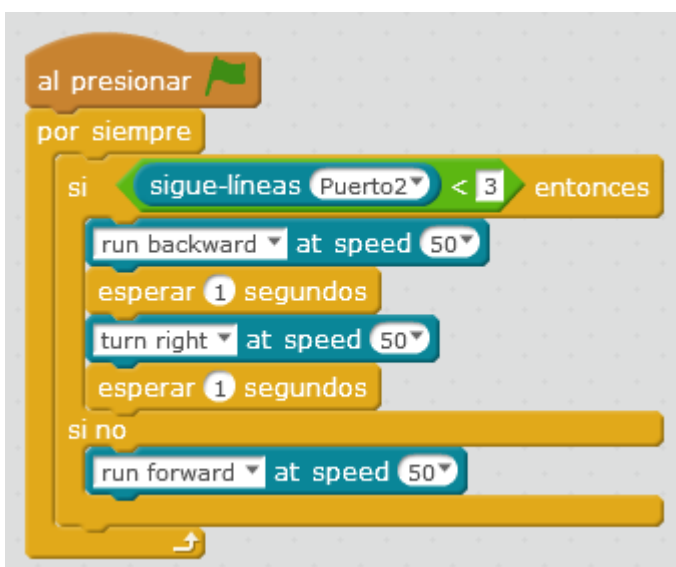 al presionar
por siempre
si sigue-líneas Puerto2 < 3 entonces
run backward at speed 50
esperar 1 segundos
turn right at speed 50
esperar 1 segundos
si no
run forward at speed 50